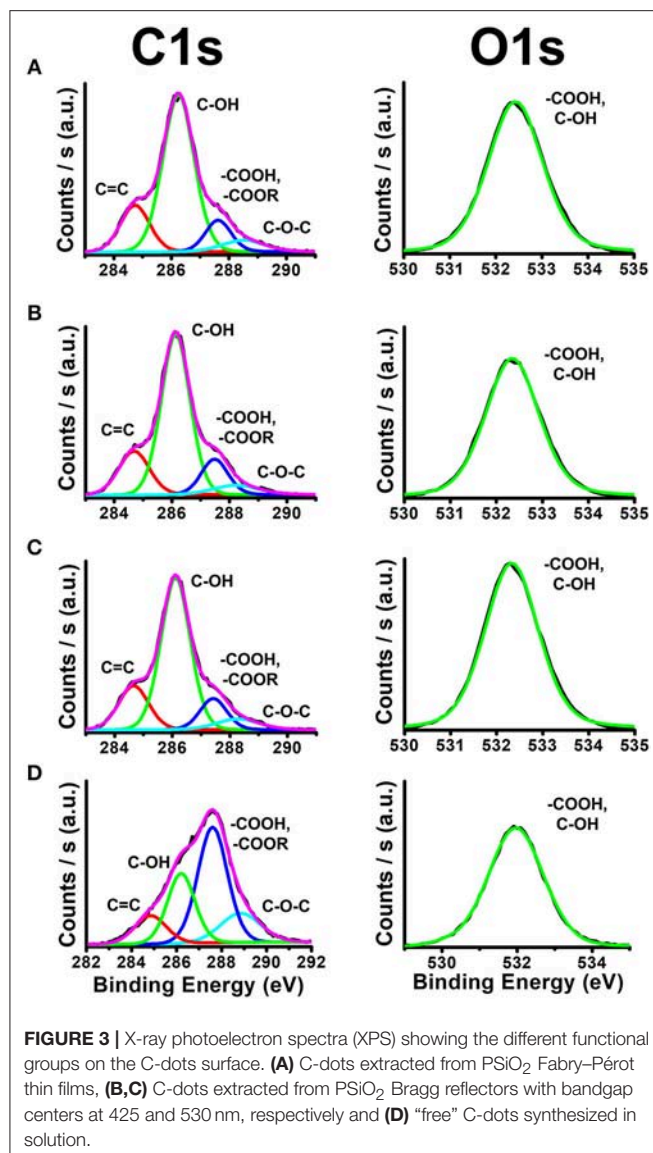 C1s
O1s
A
Counts / s (a.u.)
C=C
C-OH
-COOH,
-COOR
C-O-C
284 286 288 290
Counts / s (a.u.)
-COOH,
C-OH
530 531 532 533 534 535
B
Counts / s (a.u.)
C=C
C-OH
-COOH,
-COOR
C-O-C
284 286 288 290
Counts / s (a.u.)
-COOH,
C-OH
530 531 532 533 534 535
C
Counts / s (a.u.)
C=C
C-OH
-COOH,
-COOR
C-O-C
284 286 288 290
Counts / s (a.u.)
-COOH,
C-OH
530 531 532 533 534 535
D
Counts / s (a.u.)
C=C
C-OH
-COOH,
-COOR
C-O-C
282 284 286 288 290 292
Binding Energy (eV)
Counts / s (a.u.)
-COOH,
C-OH
530 532 534
Binding Energy (eV)
FIGURE 3 | X-ray photoelectron spectra (XPS) showing the different functional
groups on the C-dots surface. (A) C-dots extracted from PSiO₂ Fabry–Pérot
thin films, (B,C) C-dots extracted from PSiO₂ Bragg reflectors with bandgap
centers at 425 and 530 nm, respectively and (D) “free” C-dots synthesized in
solution.